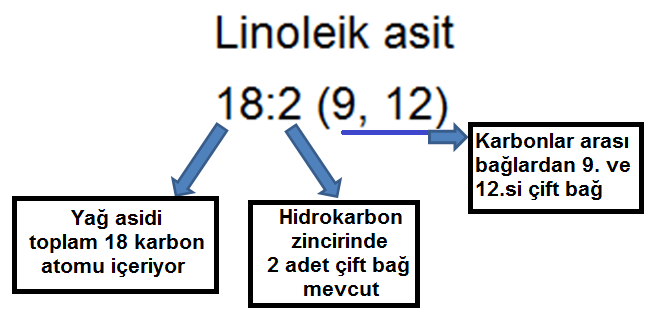 Linoleik asit
18:2 (9, 12)
Karbonlar arası
bağlardan 9. ve
12.si çift bağ
Yağ asidi
toplam 18 karbon
atomu içeriyor
Hidrokarbon
zincirinde
2 adet çift bağ
mevcut